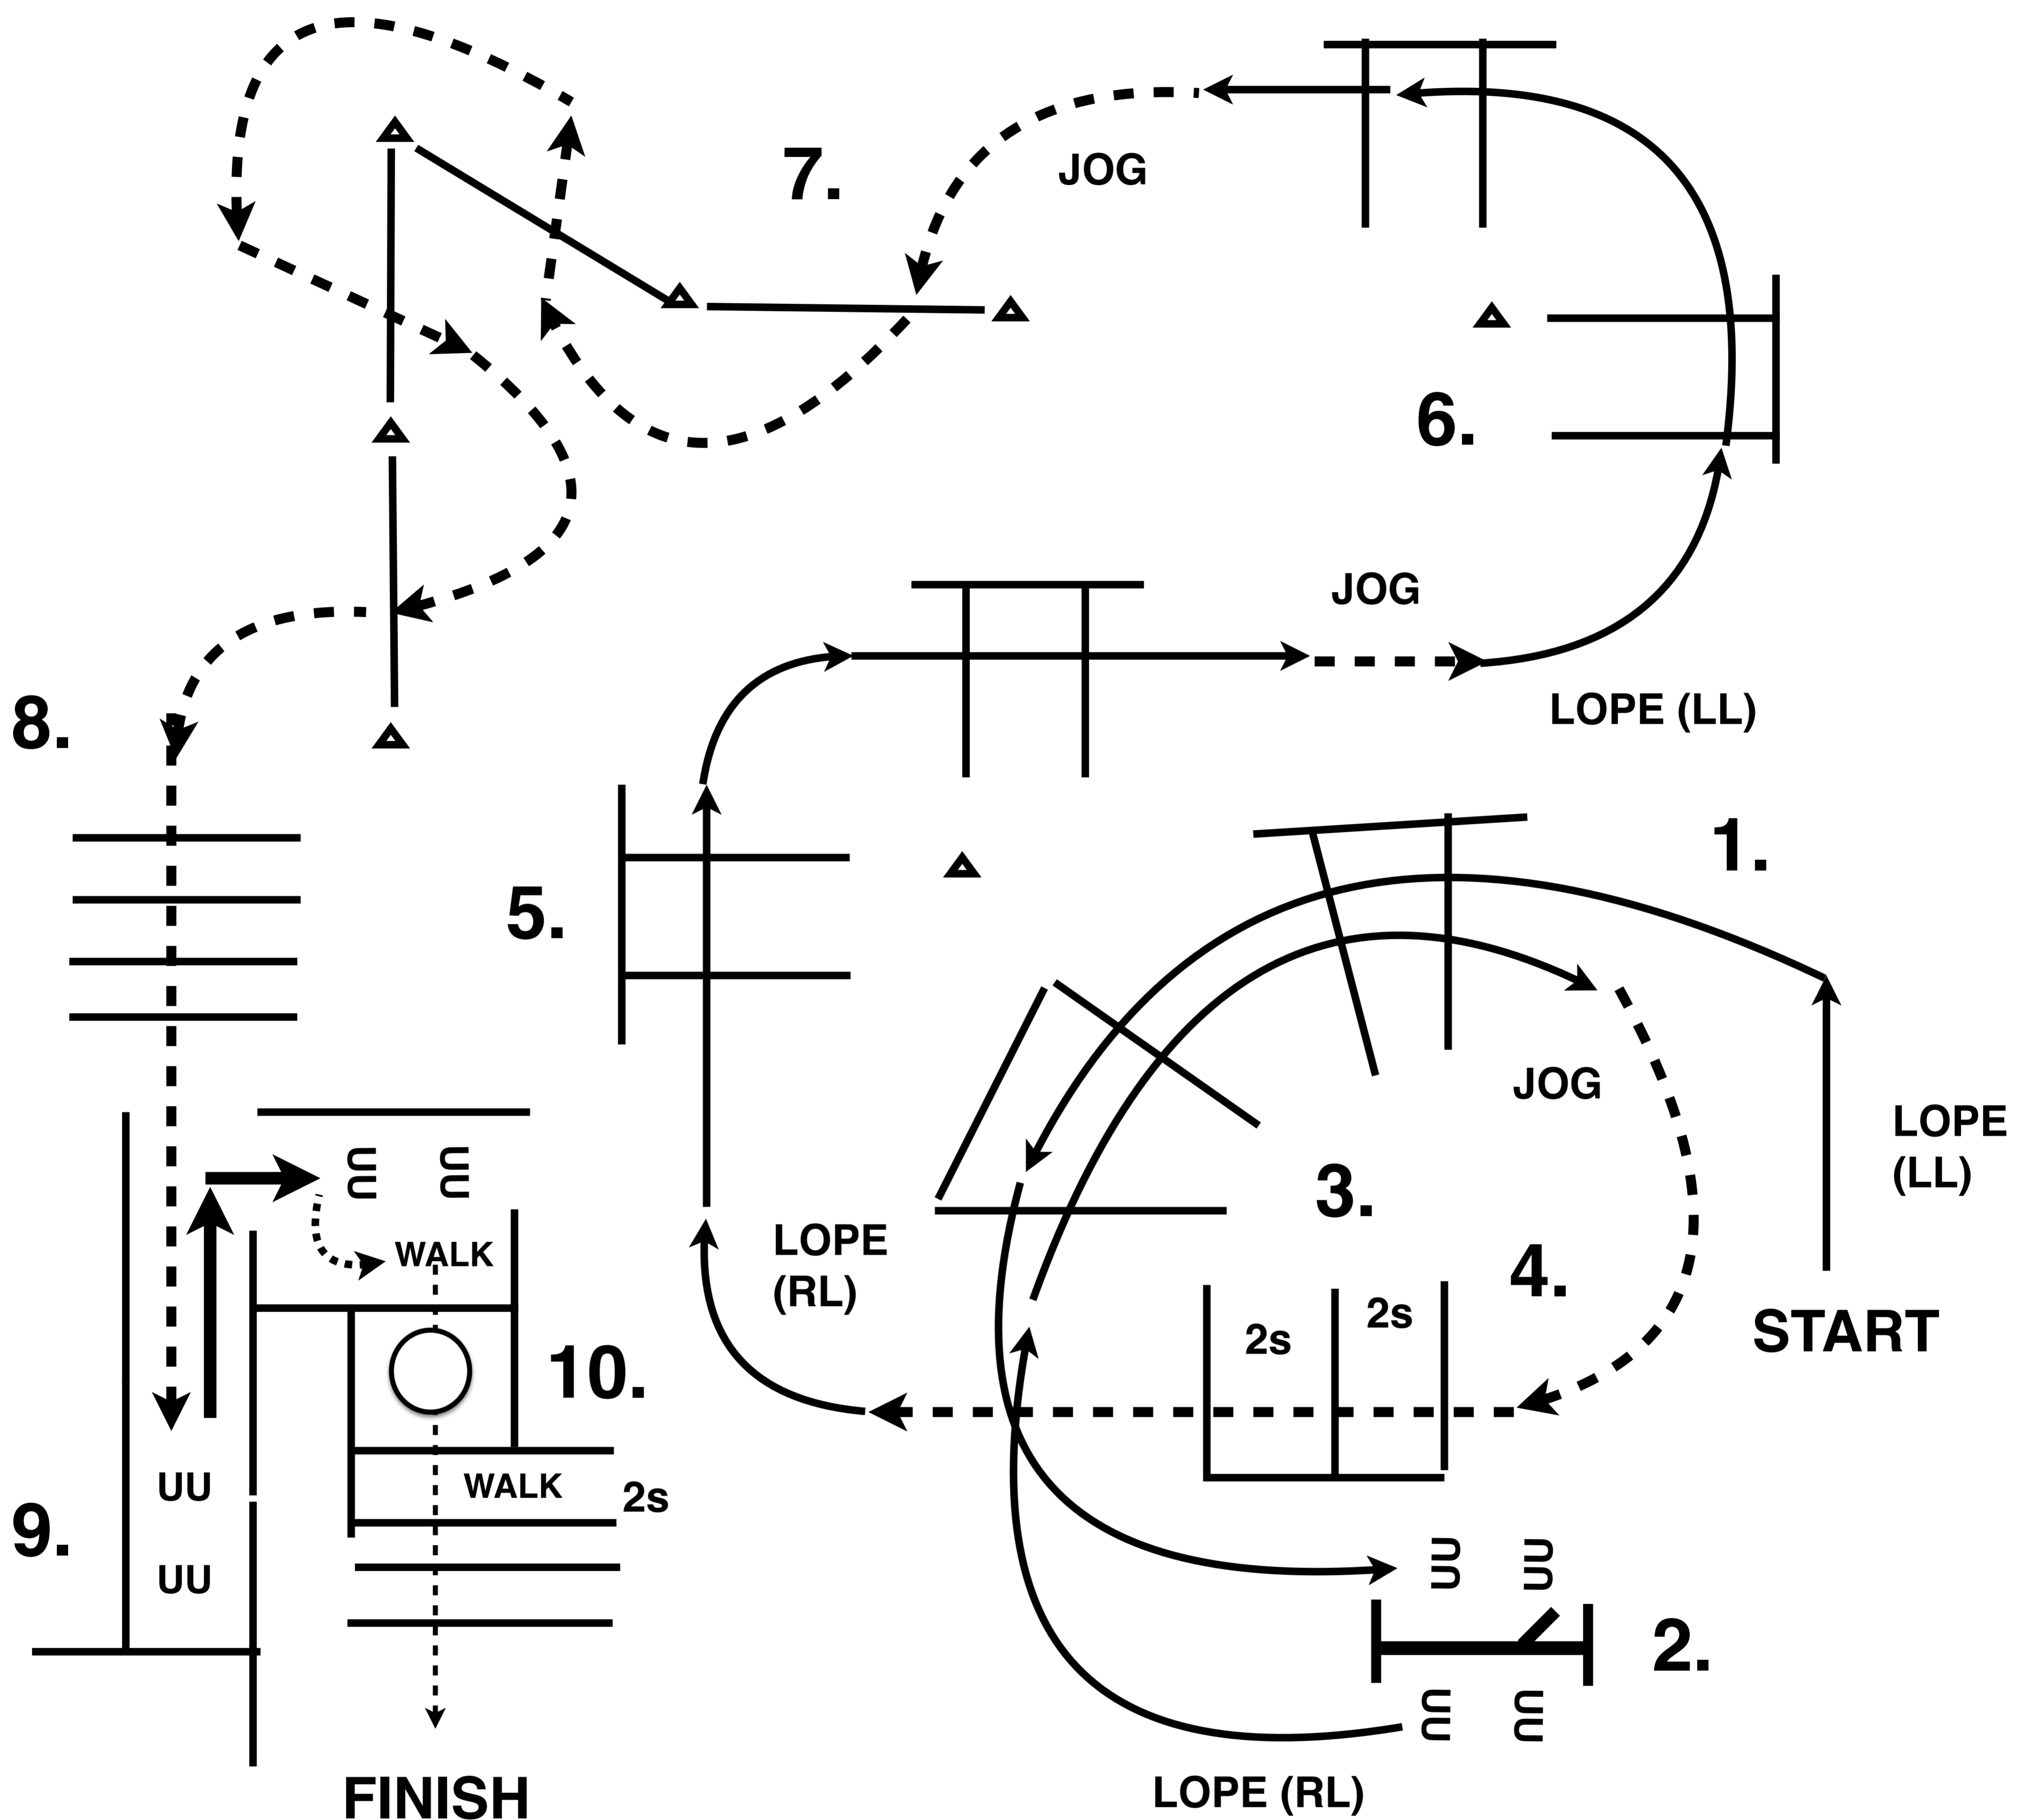 7.
JOG
6.
JOG
LOPE (LL)
8.
1.
5.
JOG
LOPE
(LL)
3.
WALK
LOPE
(RL)
4.
2s
2s
START
10.
WALK
2s
UU
9.
UU
UU
UU
UU
UU
2.
UU
UU
LOPE (RL)
FINISH